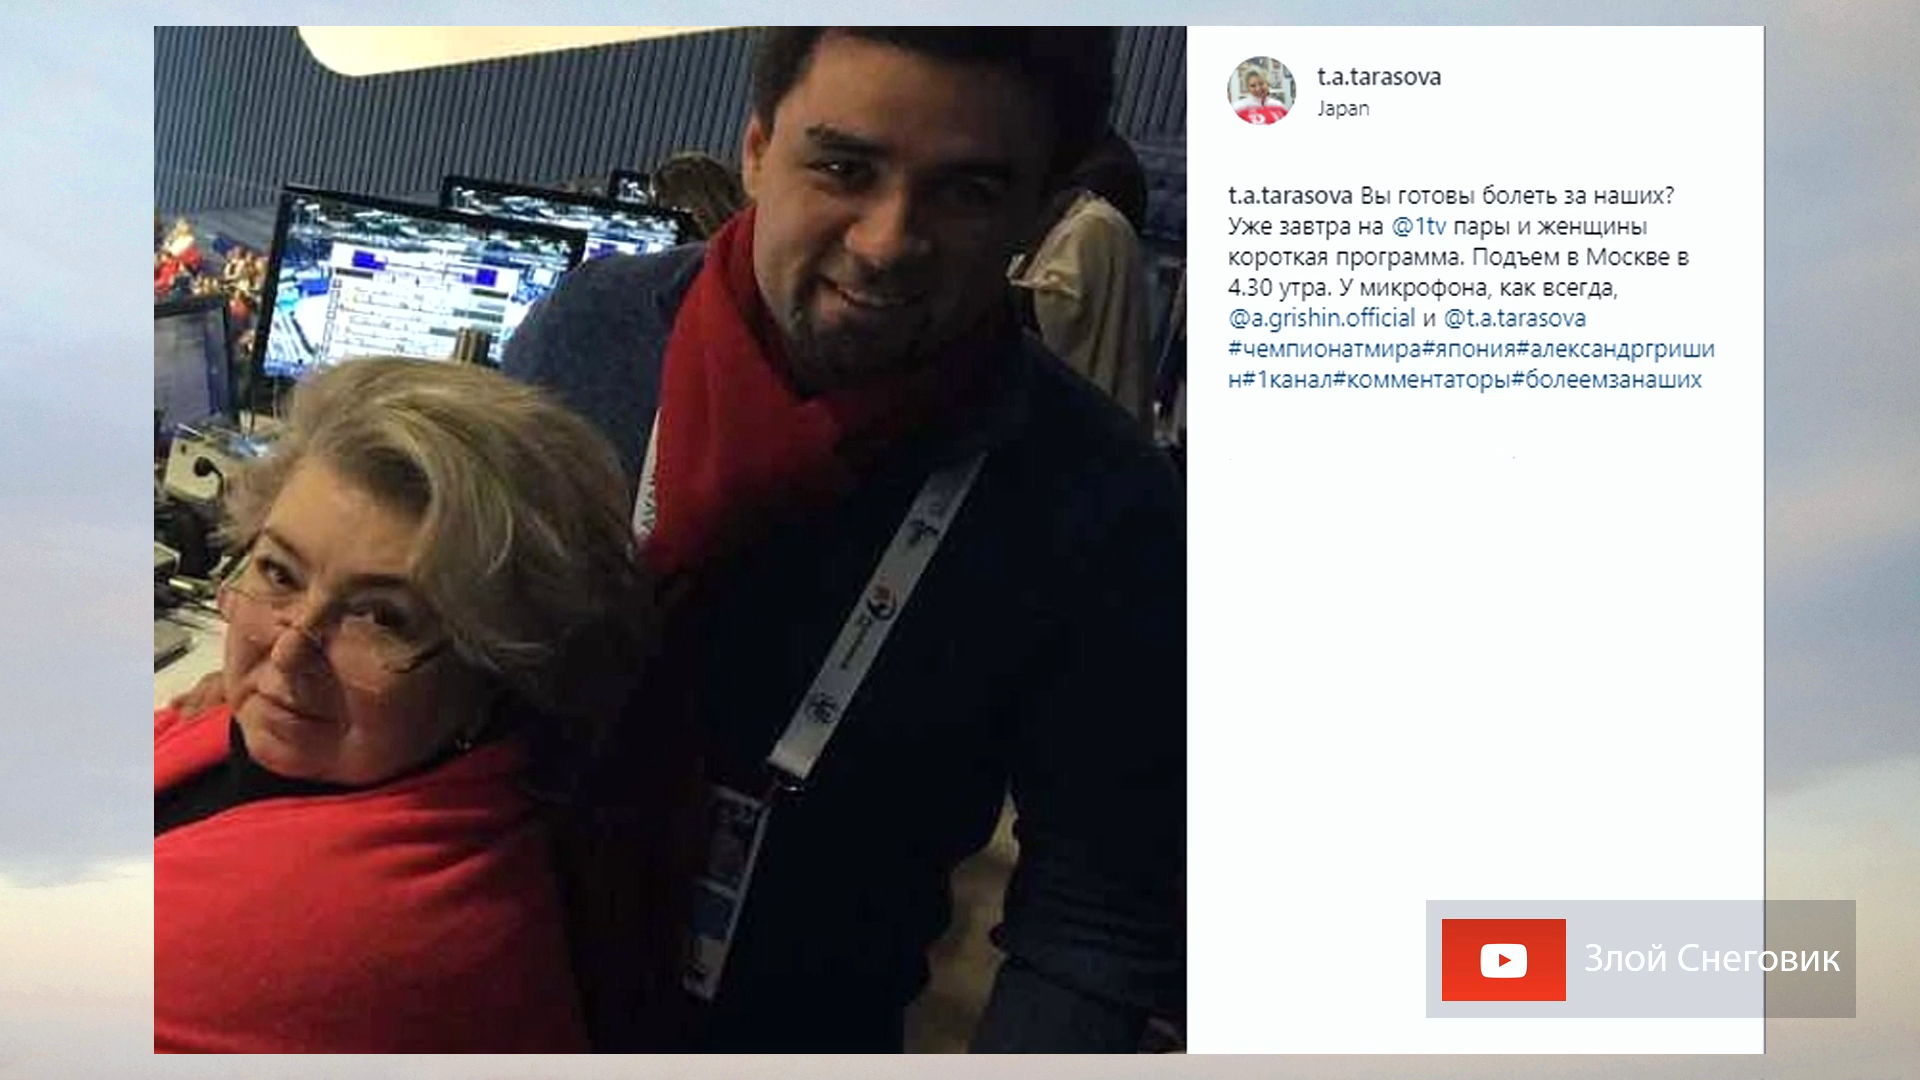 t.a.tarasova
Japan
t.a.tarasova Вы готовы болеть за наших?
Уже завтра на @1tv пары и женщины
короткая программа. Подъем в Москве в
4.30 утра. У микрофона, как всегда,
@a.grishin.official и @t.a.tarasova
#чемпионатмира#япония#александргриши
н#1канал#комментаторы#болеемзанаших
Злой Снеговик